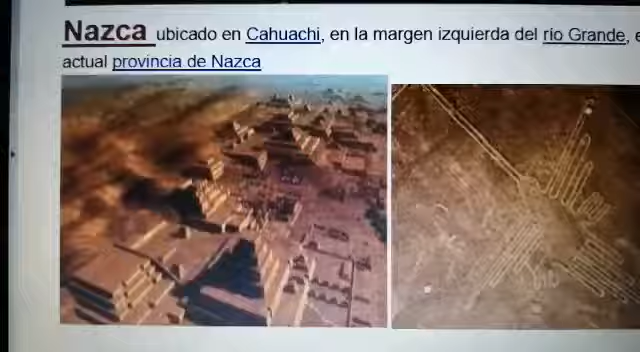 Nazca ubicado en Cahuachi, en la margen izquierda del río Grande,
actual provincia de Nazca